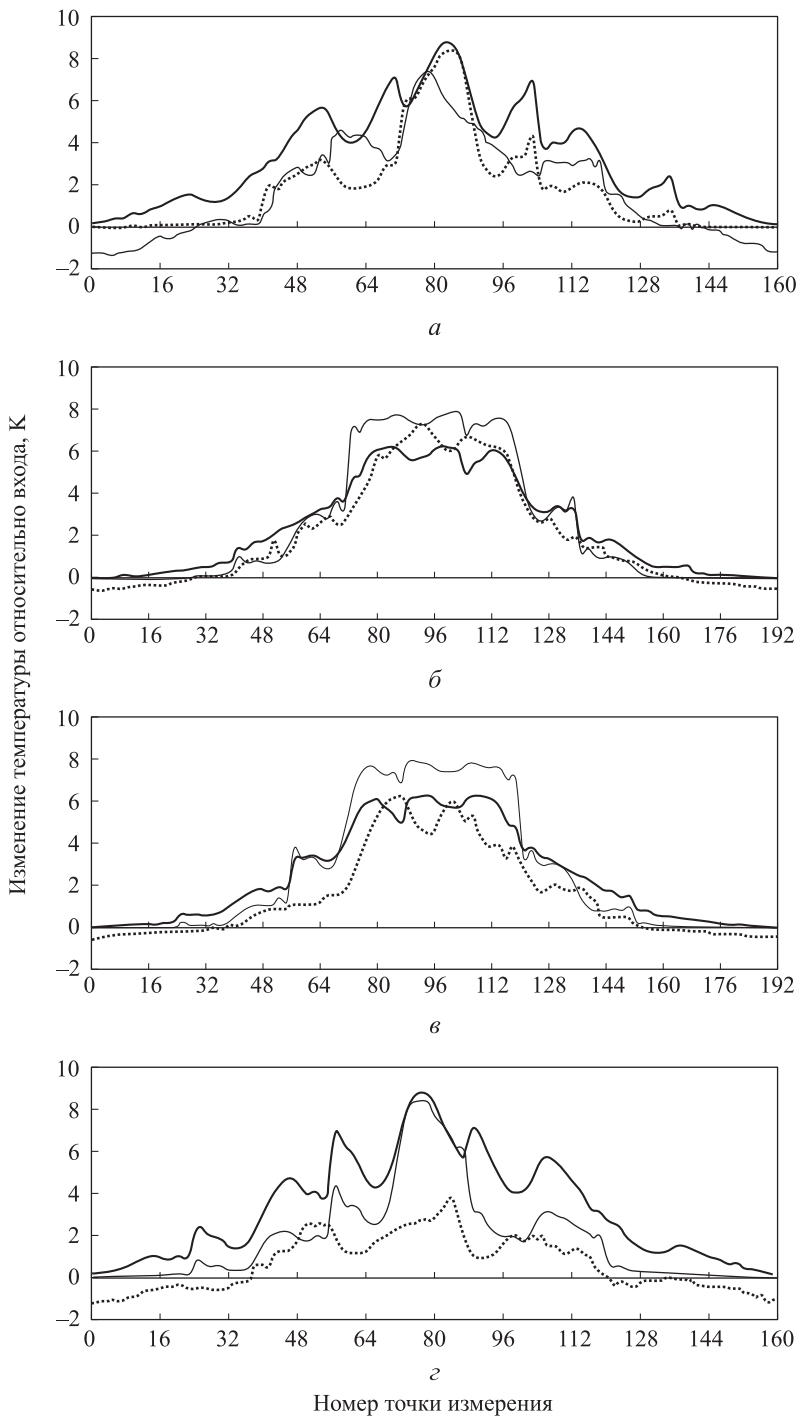 Изменение температуры относительно входа, К
10
8
6
4
2
0
–2
0 16 32 48 64 80 96 112 128 144 160
а
10
8
6
4
2
0
–2
0 16 32 48 64 80 96 112 128 144 160 176 192
б
10
8
6
4
2
0
–2
0 16 32 48 64 80 96 112 128 144 160 176 192
в
10
8
6
4
2
0
–2
0 16 32 48 64 80 96 112 128 144 160
г
Номер точки измерения